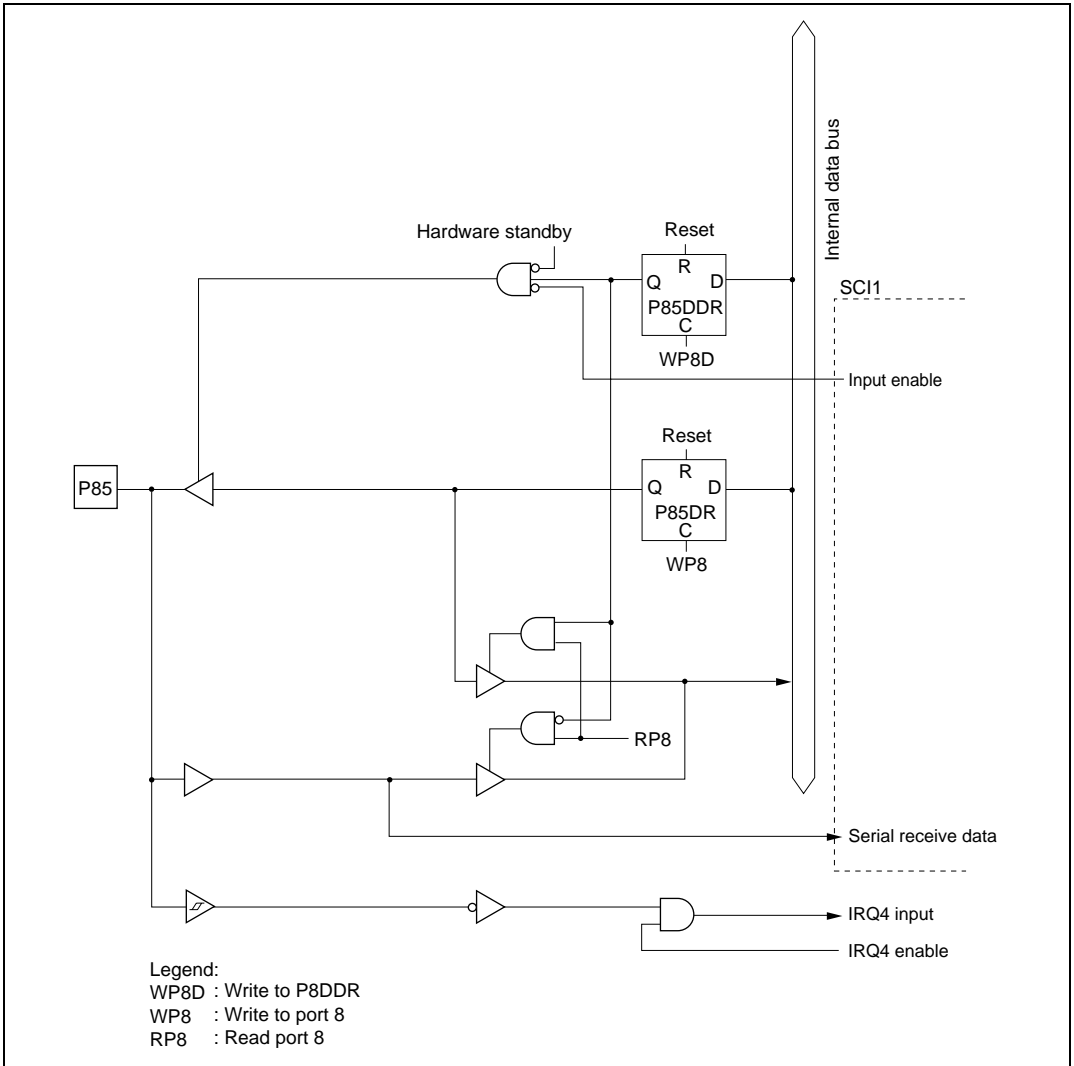 Internal data bus
Hardware standby
Reset
R
Q D
P85DDR
C
WP8D
SCI1
Input enable
Reset
R
Q D
P85DR
C
WP8
P85
RP8
Serial receive data
IRQ4 input
IRQ4 enable
Legend:
WP8D : Write to P8DDR
WP8 : Write to port 8
RP8 : Read port 8